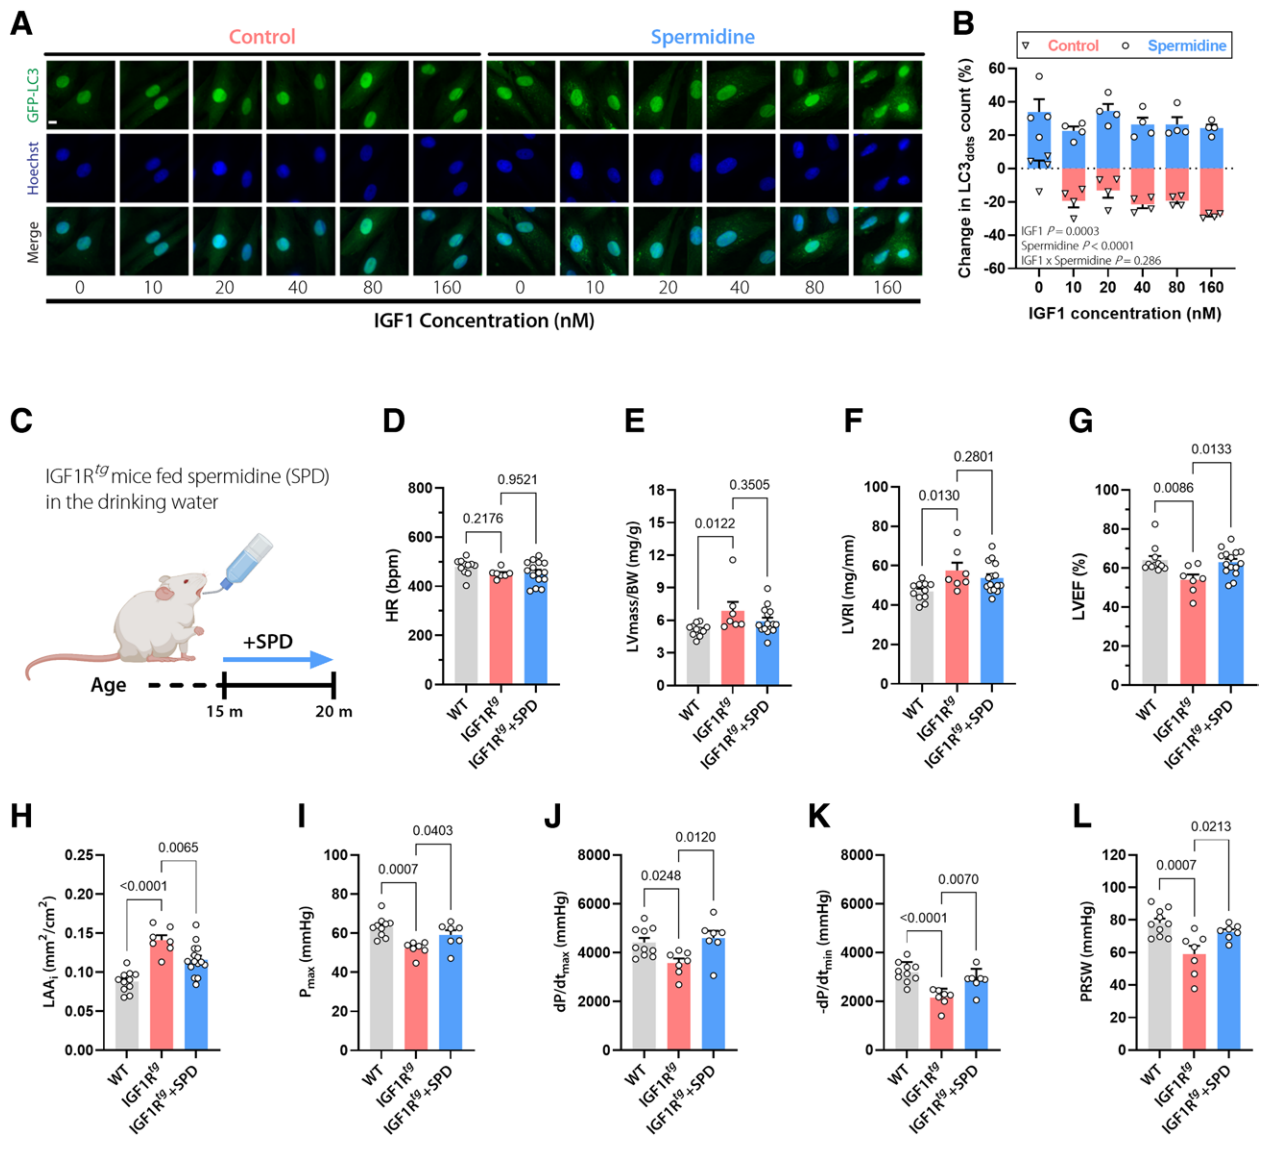 A
Control
Spermidine
GFP-LC3
Hoechst
Merge
0 10 20 40 80 160 0 10 20 40 80 160
IGF1 Concentration (nM)
B
Control Spermidine
Change in LC3dots count (%)
60
40
20
0
-20
-40
-60
IGF1 P = 0.0003
Spermidine P < 0.0001
IGF1 x Spermidine P = 0.286
0 10 20 40 80 160
IGF1 concentration (nM)
C
IGF1Rtg mice fed spermidine (SPD)
in the drinking water
+SPD
Age
15 m 20 m
D
HR (bpm)
800
600
400
200
0
0.9521
0.2176
WT
IGF1Rtg
IGF1Rtg+SPD
E
LVmass/BW (mg/g)
18
15
12
9
6
3
0
0.3505
0.0122
WT
IGF1Rtg
IGF1Rtg+SPD
F
LVRI (mg/mm)
100
80
60
40
20
0
0.2801
0.0130
WT
IGF1Rtg
IGF1Rtg+SPD
G
LVEF (%)
100
80
60
40
20
0
0.0133
0.0086
WT
IGF1Rtg
IGF1Rtg+SPD
H
LAAi (mm2/cm2)
0.25
0.20
0.15
0.10
0.05
0.00
0.0065
<0.0001
WT
IGF1Rtg
IGF1Rtg+SPD
I
Pmax (mmHg)
100
80
60
40
20
0
0.0403
0.0007
WT
IGF1Rtg
IGF1Rtg+SPD
J
dP/dtmax (mmHg)
8000
6000
4000
2000
0
0.0120
0.0248
WT
IGF1Rtg
IGF1Rtg+SPD
K
-dP/dtmin (mmHg)
8000
6000
4000
2000
0
0.0070
<0.0001
WT
IGF1Rtg
IGF1Rtg+SPD
L
PRSW (mmHg)
120
100
80
60
40
20
0
0.0213
0.0007
WT
IGF1Rtg
IGF1Rtg+SPD